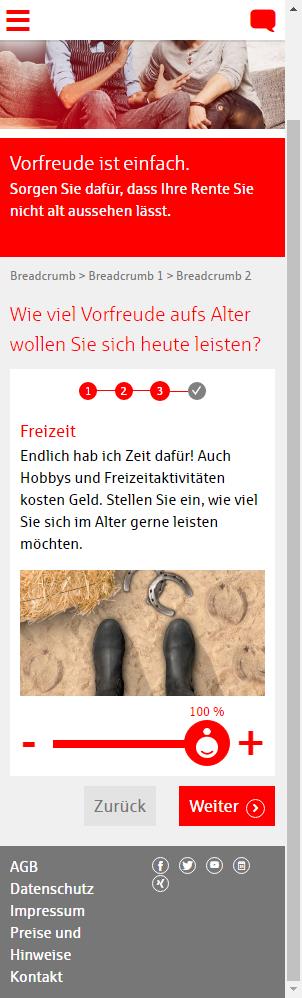 Vorfreude ist einfach.
Sorgen Sie dafür, dass Ihre Rente Sie
nicht alt aussehen lässt.
Breadcrumb > Breadcrumb 1 > Breadcrumb 2
Wie viel Vorfreude aufs Alter
wollen Sie sich heute leisten?
1 2 3
Freizeit
Endlich hab ich Zeit dafür! Auch
Hobbys und Freizeitaktivitäten
kosten Geld. Stellen Sie ein, wie viel
Sie sich im Alter gerne leisten
möchten.
100 %
- +
Zurück Weiter
AGB
Datenschutz
Impressum
Preise und
Hinweise
Kontakt